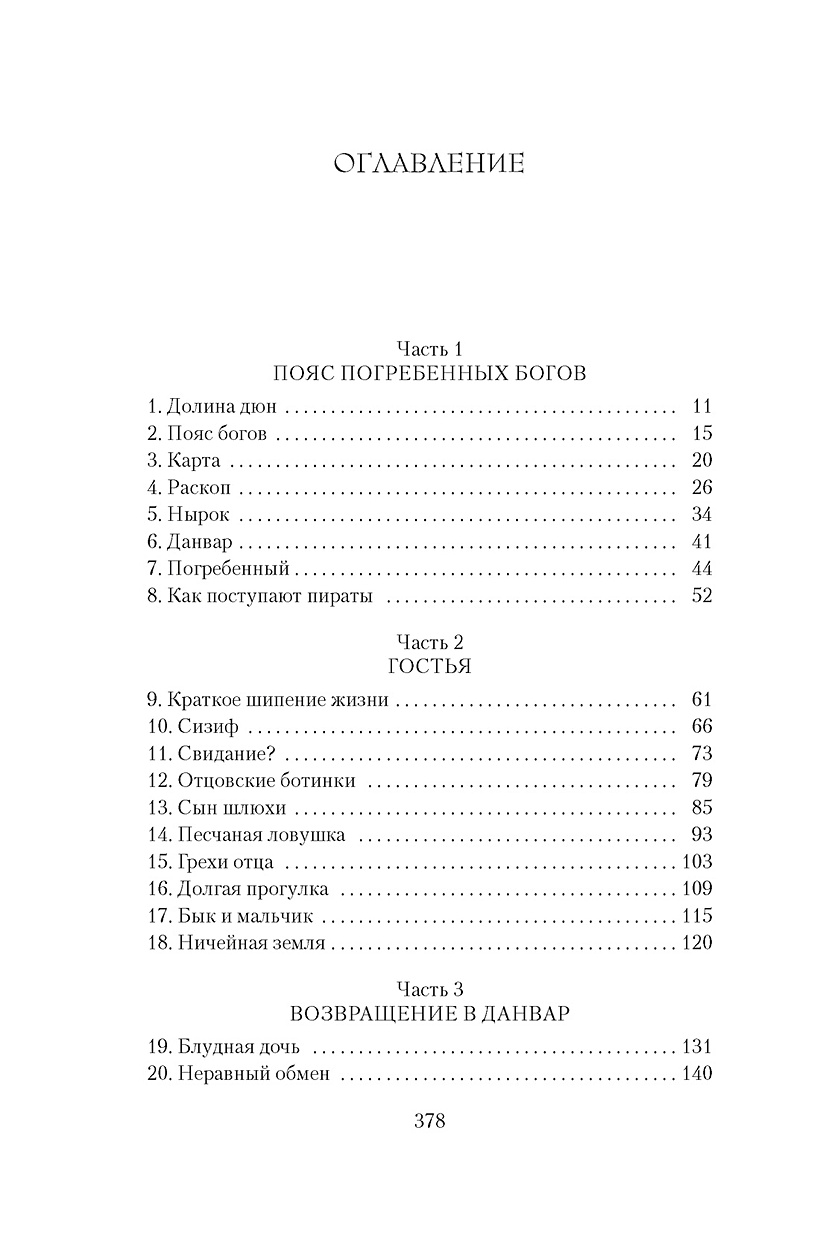 ОГЛАВЛЕНИЕ
Часть 1
ПОЯС ПОГРЕБЕННЫХ БОГОВ
1. Долина дюн . . . . . . . . . . 11
2. Пояс богов . . . . . . . . . . 15
3. Карта . . . . . . . . . . 20
4. Раскоп . . . . . . . . . . 26
5. Нырок . . . . . . . . . . 34
6. Данвар . . . . . . . . . . 41
7. Погребенный . . . . . . . . . . 44
8. Как поступают пираты . . . . . . . . . . 52
Часть 2
ГОСТЬЯ
9. Краткое шипение жизни . . . . . . . . . . 61
10. Сизиф . . . . . . . . . . 66
11. Свидание? . . . . . . . . . . 73
12. Отцовские ботинки . . . . . . . . . . 79
13. Сын шлюхи . . . . . . . . . . 85
14. Песчаная ловушка . . . . . . . . . . 93
15. Грехи отца . . . . . . . . . . 103
16. Долгая прогулка . . . . . . . . . . 109
17. Бык и мальчик . . . . . . . . . . 115
18. Ничейная земля . . . . . . . . . . 120
Часть 3
ВОЗВРАЩЕНИЕ В ДАНВАР
19. Блудная дочь . . . . . . . . . . 131
20. Неравный обмен . . . . . . . . . . 140
378